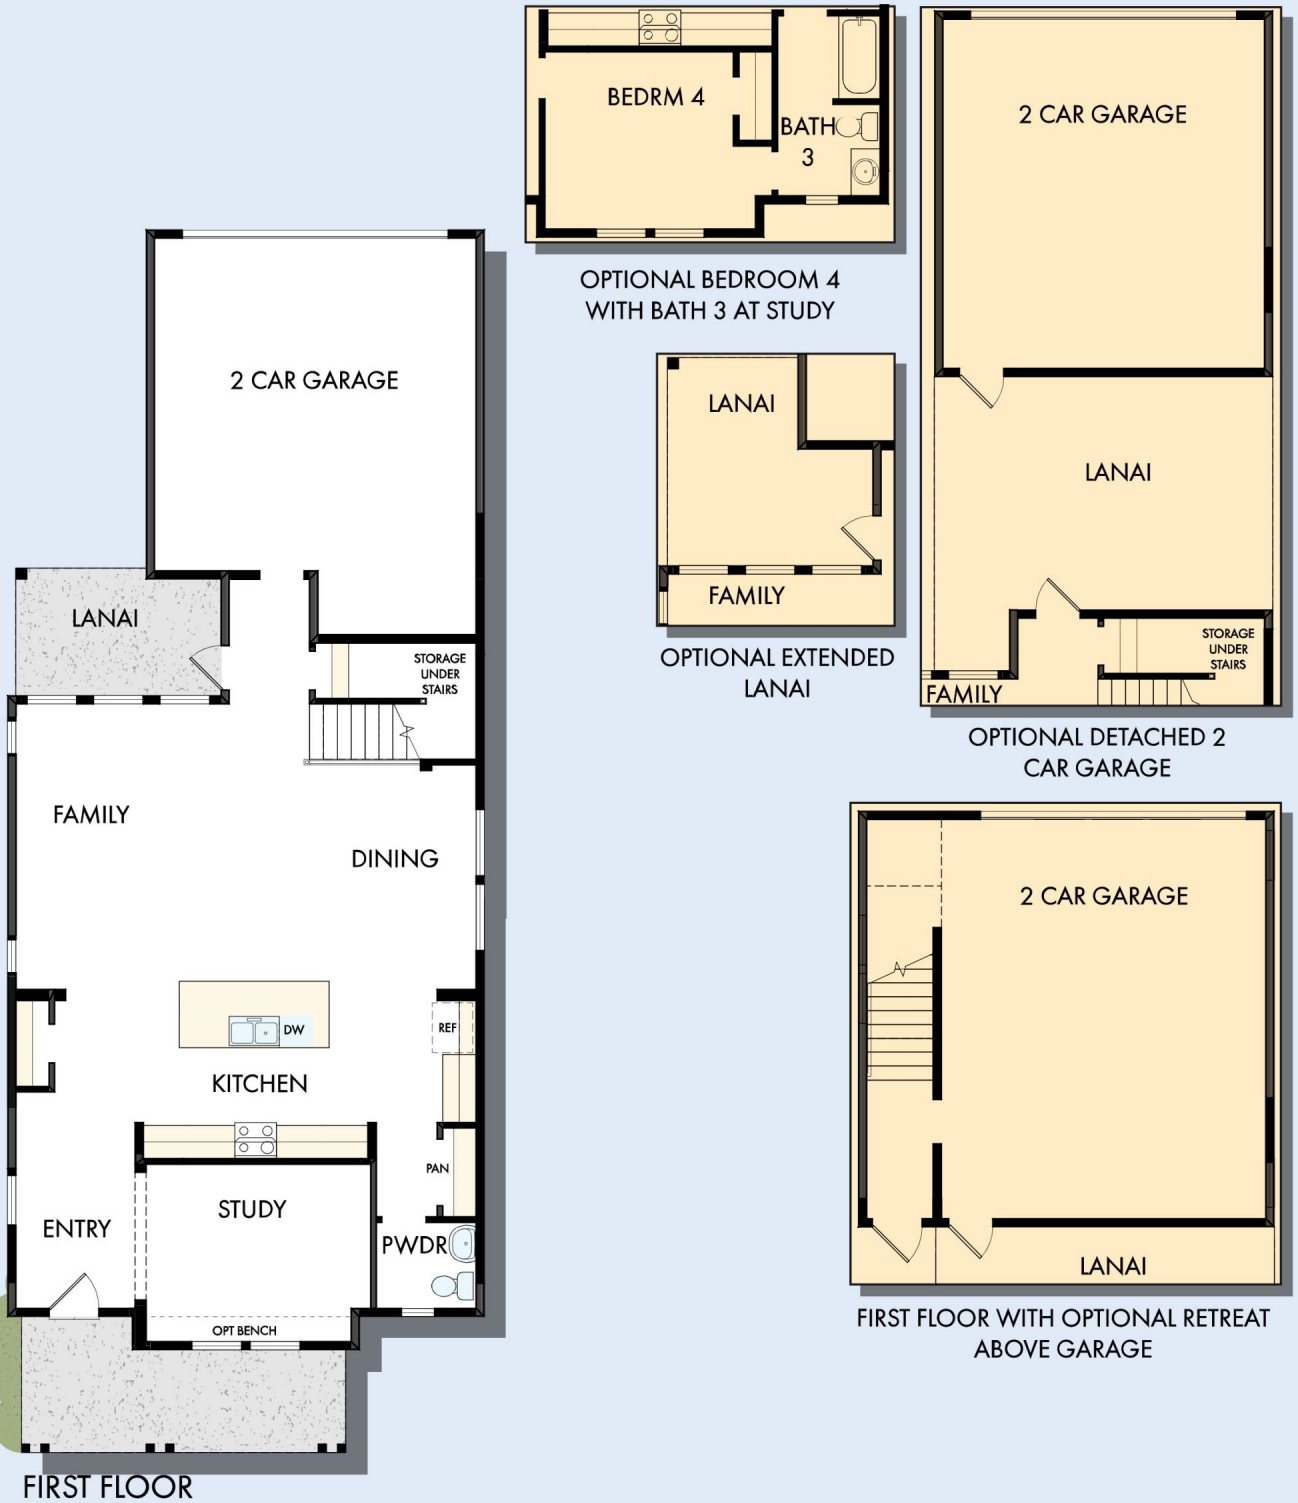 2 CAR GARAGE
LANAI
STORAGE
UNDER
STAIRS
FAMILY
DINING
DW
REF
KITCHEN
PAN
STUDY
ENTRY
PWDR
OPT BENCH
FIRST FLOOR
BEDRM 4
BATH
3
OPTIONAL BEDROOM 4
WITH BATH 3 AT STUDY
LANAI
FAMILY
OPTIONAL EXTENDED
LANAI
2 CAR GARAGE
LANAI
STORAGE
UNDER
STAIRS
FAMILY
OPTIONAL DETACHED 2
CAR GARAGE
2 CAR GARAGE
LANAI
FIRST FLOOR WITH OPTIONAL RETREAT
ABOVE GARAGE